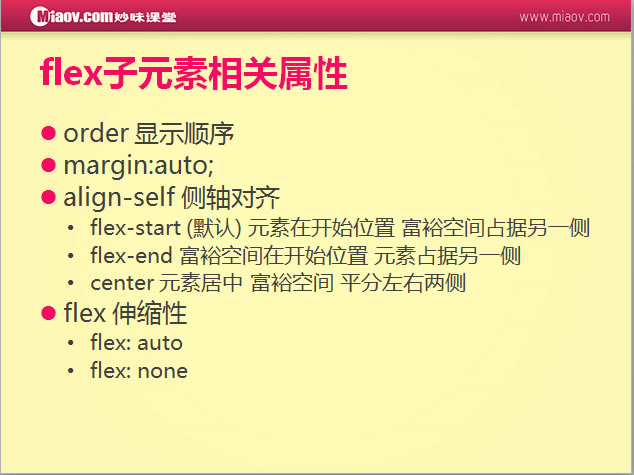 Miaov.com 妙味课堂
www.miaov.com
flex子元素相关属性
order 显示顺序
margin:auto;
align-self 侧轴对齐
flex-start (默认) 元素在开始位置 富裕空间占据另一侧
flex-end 富裕空间在开始位置 元素占据另一侧
center 元素居中 富裕空间 平分左右两侧
flex 伸缩性
flex: auto
flex: none